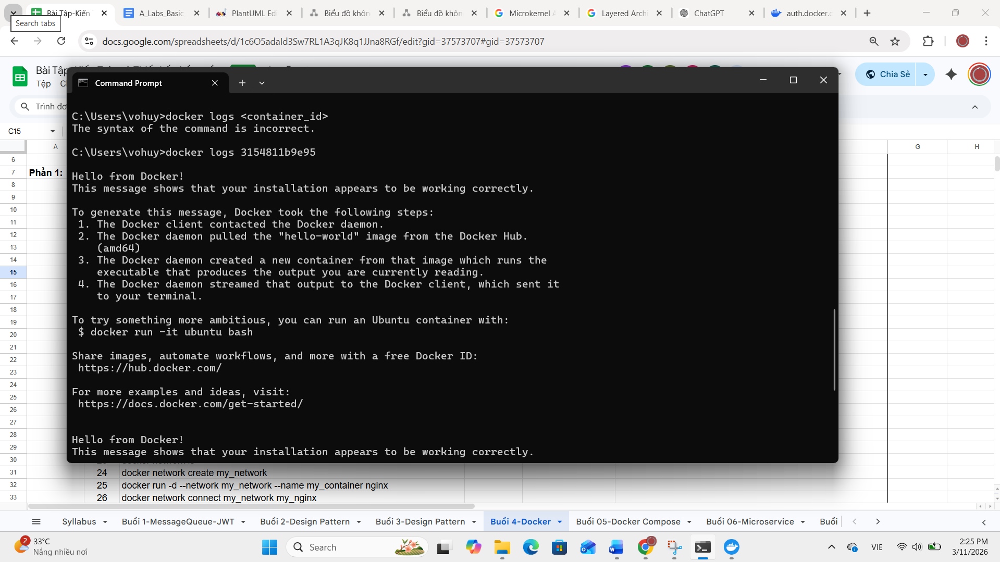 Bài Tập-Kiến
A_Labs_Basic_
PlantUML Edi
Biểu đồ khôn
Biểu đồ khôn
Microkernel A
Layered Archi
ChatGPT
auth.docker.c
Search tabs
docs.google.com/spreadsheets/d/1c6O5adaId3Sw7RL1A3qJK8q1JJna8RGf/edit?gid=37573707#gid=37573707
Bài Tập
Tệp
Chia Sẻ
Command Prompt
Trình đơ
C15
A
G
H
C:\Users\vohuy>docker logs <container_id>
The syntax of the command is incorrect.
C:\Users\vohuy>docker logs 3154811b9e95
Hello from Docker!
This message shows that your installation appears to be working correctly.
To generate this message, Docker took the following steps:
1. The Docker client contacted the Docker daemon.
2. The Docker daemon pulled the "hello-world" image from the Docker Hub.
(amd64)
3. The Docker daemon created a new container from that image which runs the
executable that produces the output you are currently reading.
4. The Docker daemon streamed that output to the Docker client, which sent it
to your terminal.
To try something more ambitious, you can run an Ubuntu container with:
$ docker run -it ubuntu bash
Share images, automate workflows, and more with a free Docker ID:
https://hub.docker.com/
For more examples and ideas, visit:
https://docs.docker.com/get-started/
Hello from Docker!
This message shows that your installation appears to be working correctly.
6
7 Phần 1:
8
9
10
11
12
13
14
15
16
17
18
19
20
21
22
23
24
25
26
27
28
29
30
31 24 docker network create my_network
32 25 docker run -d --network my_network --name my_container nginx
33 26 docker network connect my_network my_nginx
Syllabus
Buổi 1-MessageQueue-JWT
Buổi 2-Design Pattern
Buổi 3-Design Pattern
Buổi 4-Docker
Buổi 05-Docker Compose
Buổi 06-Microservice
Buổi
2
33°C
Nắng nhiều nơi
Search
VIE
2:25 PM
3/11/2026